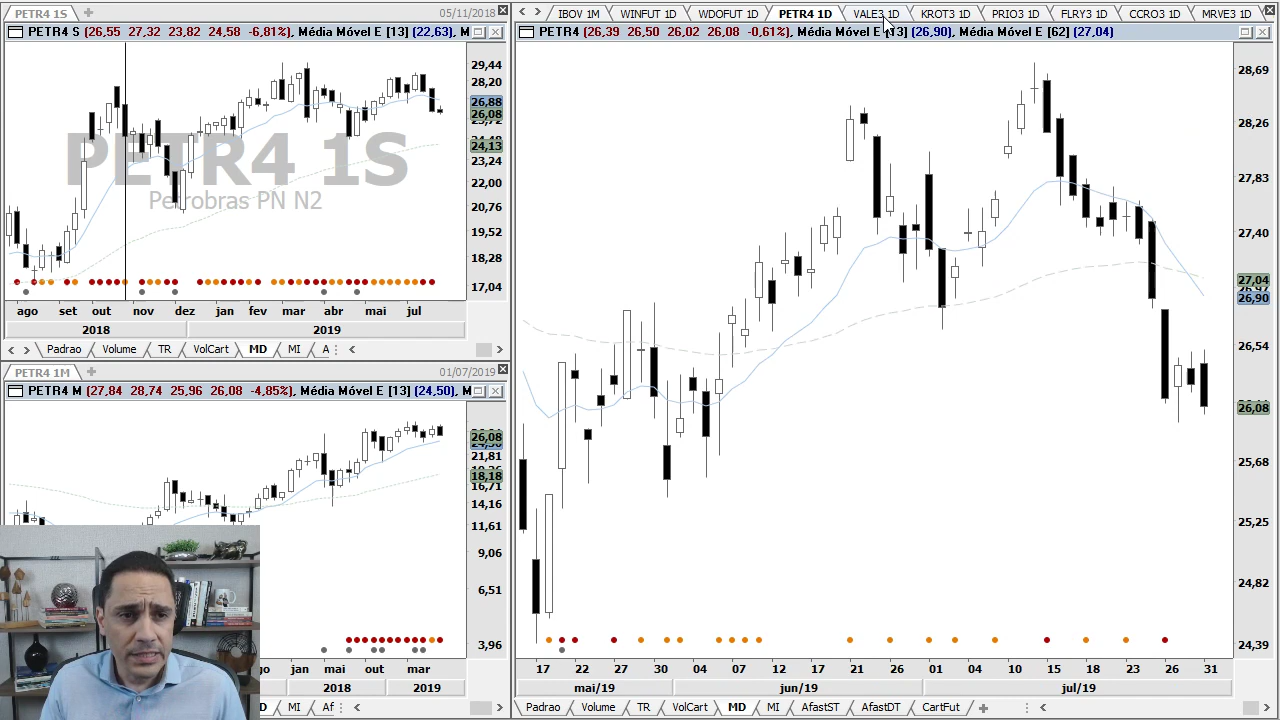 PETR4 1S
05/11/2018
PETR4 S (26,55 27,32 23,82 24,58 -6,81%), Média Móvel E [13] (22,63), M
29,44
28,20
26,88
26,08
25,72
24,13
23,24
22,00
20,76
19,52
18,28
17,04
PETR4 1S
Petrobras PN N2
ago set out nov dez jan fev mar abr mai jul
2018 2019
Padrao Volume TR VolCart MD MI A
PETR4 1M
01/07/2019
PETR4 M (27,84 28,74 25,96 26,08 -4,85%), Média Móvel E [13] (24,50), M
26,08
24,50
21,81
18,18
16,71
14,16
11,61
9,06
6,51
3,96
go jan mai out mar
2018 2019
D MI Af
IBOV 1M WINFUT 1D WDOFUT 1D PETR4 1D VALE3 1D KROT3 1D PRIO3 1D FLRY3 1D CCRO3 1D MRVE3 1D
PETR4 (26,39 26,50 26,02 26,08 -0,61%), Média Móvel E [13] (26,90), Média Móvel E [62] (27,04)
28,69
28,26
27,83
27,40
27,04
26,97
26,90
26,54
26,08
25,68
25,25
24,82
24,39
17 22 27 30 04 07 12 17 21 26 01 04 10 15 18 23 26 31
mai/19 jun/19 jul/19
Padrao Volume TR VolCart MD MI AfastST AfastDT CartFut